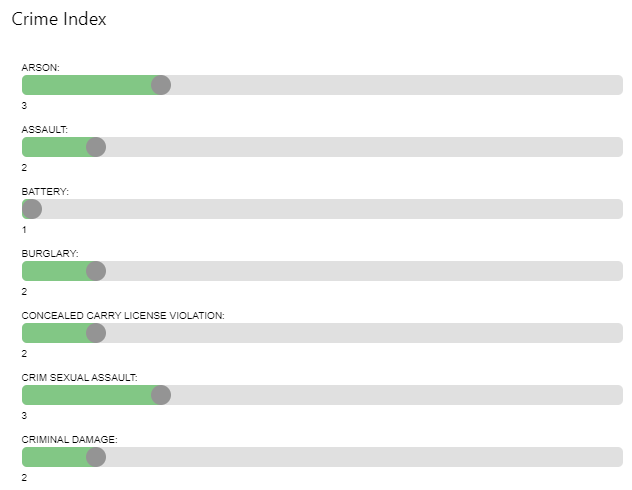 Crime Index
ARSON:
3
ASSAULT:
2
BATTERY:
1
BURGLARY:
2
CONCEALED CARRY LICENSE VIOLATION:
2
CRIM SEXUAL ASSAULT:
3
CRIMINAL DAMAGE:
2